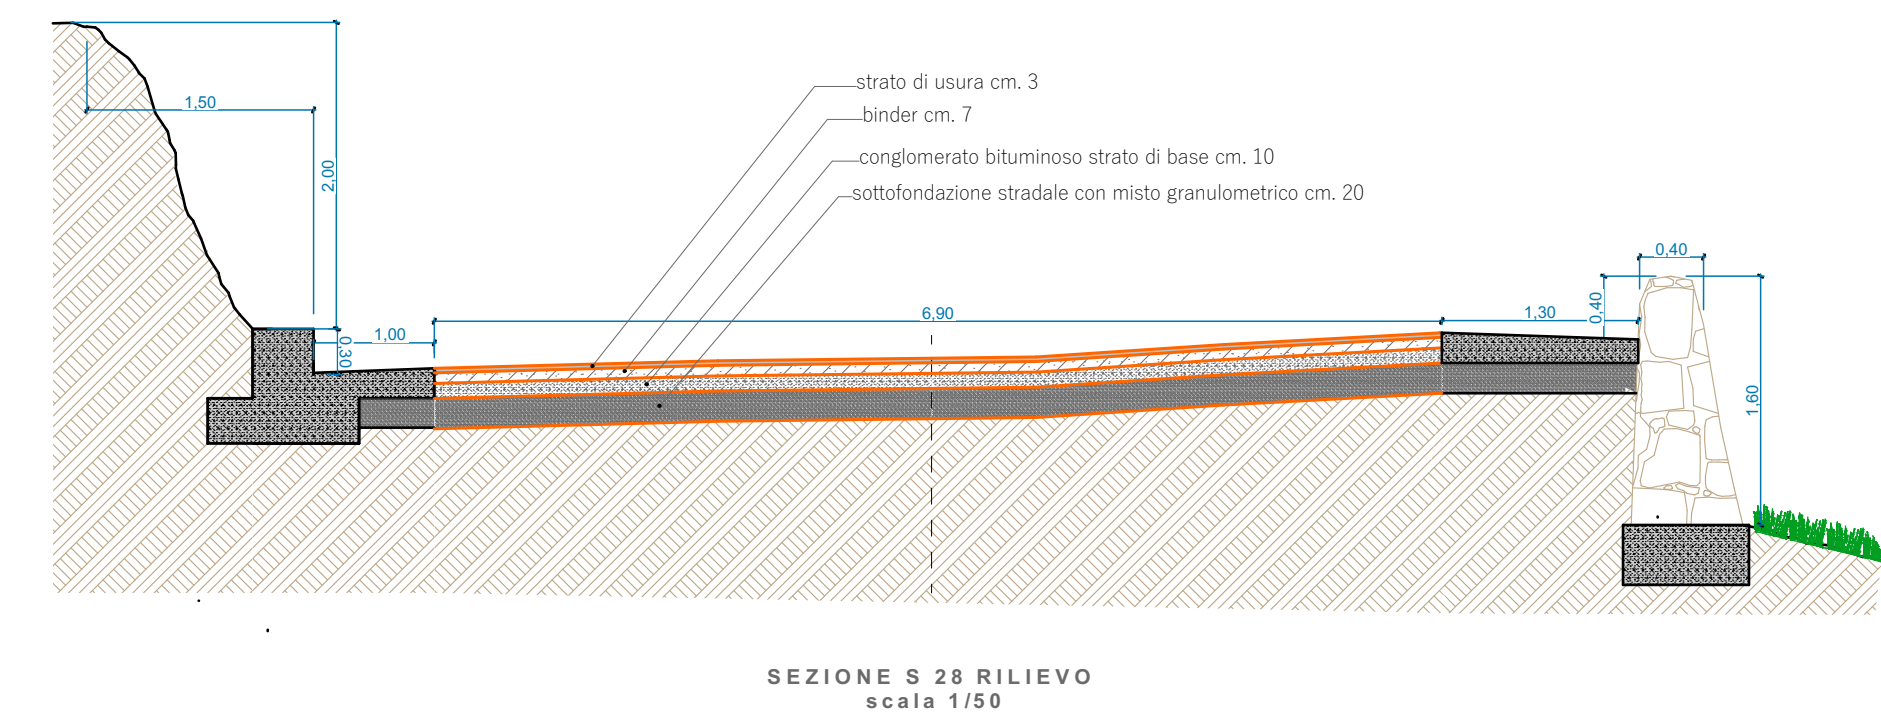 strato di usura cm. 3
binder cm. 7
conglomerato bituminoso strato di base cm. 10
sottofondazione stradale con misto granulometrico cm. 20
1,50
2,00
0,30
1,00
6,90
1,30
0,40
0,40
1,60
SEZIONE S 28 RILIEVO
scala 1/50